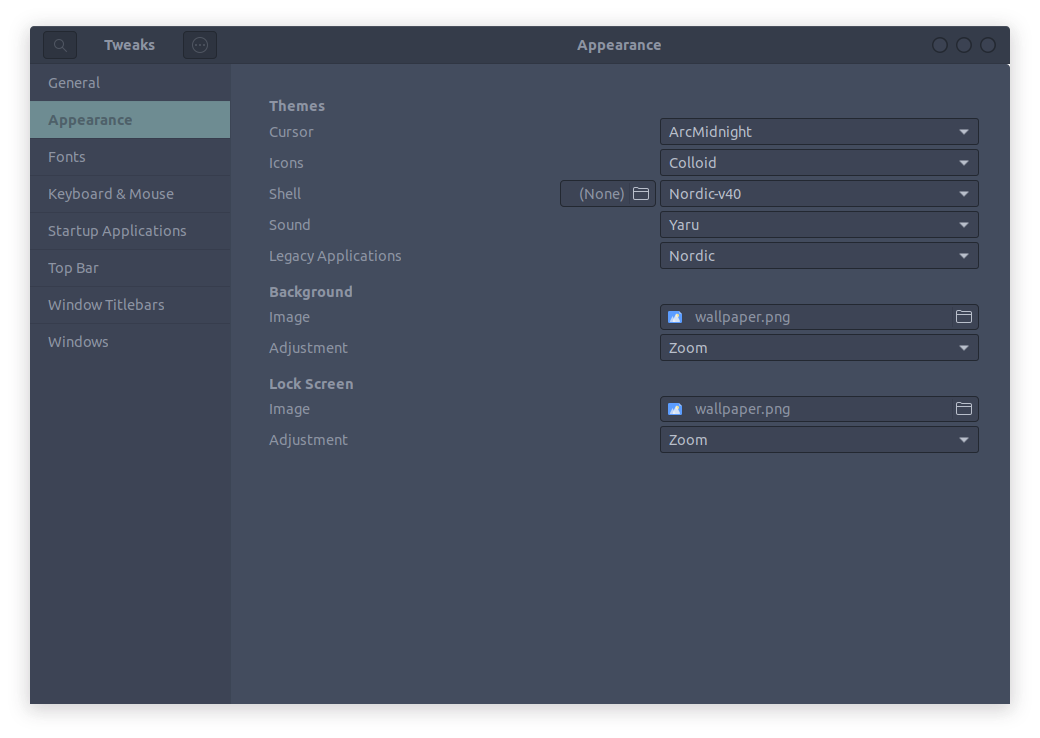 Tweaks
Appearance
General
Appearance
Fonts
Keyboard & Mouse
Startup Applications
Top Bar
Window Titlebars
Windows
Themes
Cursor ArcMidnight
Icons Colloid
Shell (None) Nordic-v40
Sound Yaru
Legacy Applications Nordic
Background
Image wallpaper.png
Adjustment Zoom
Lock Screen
Image wallpaper.png
Adjustment Zoom